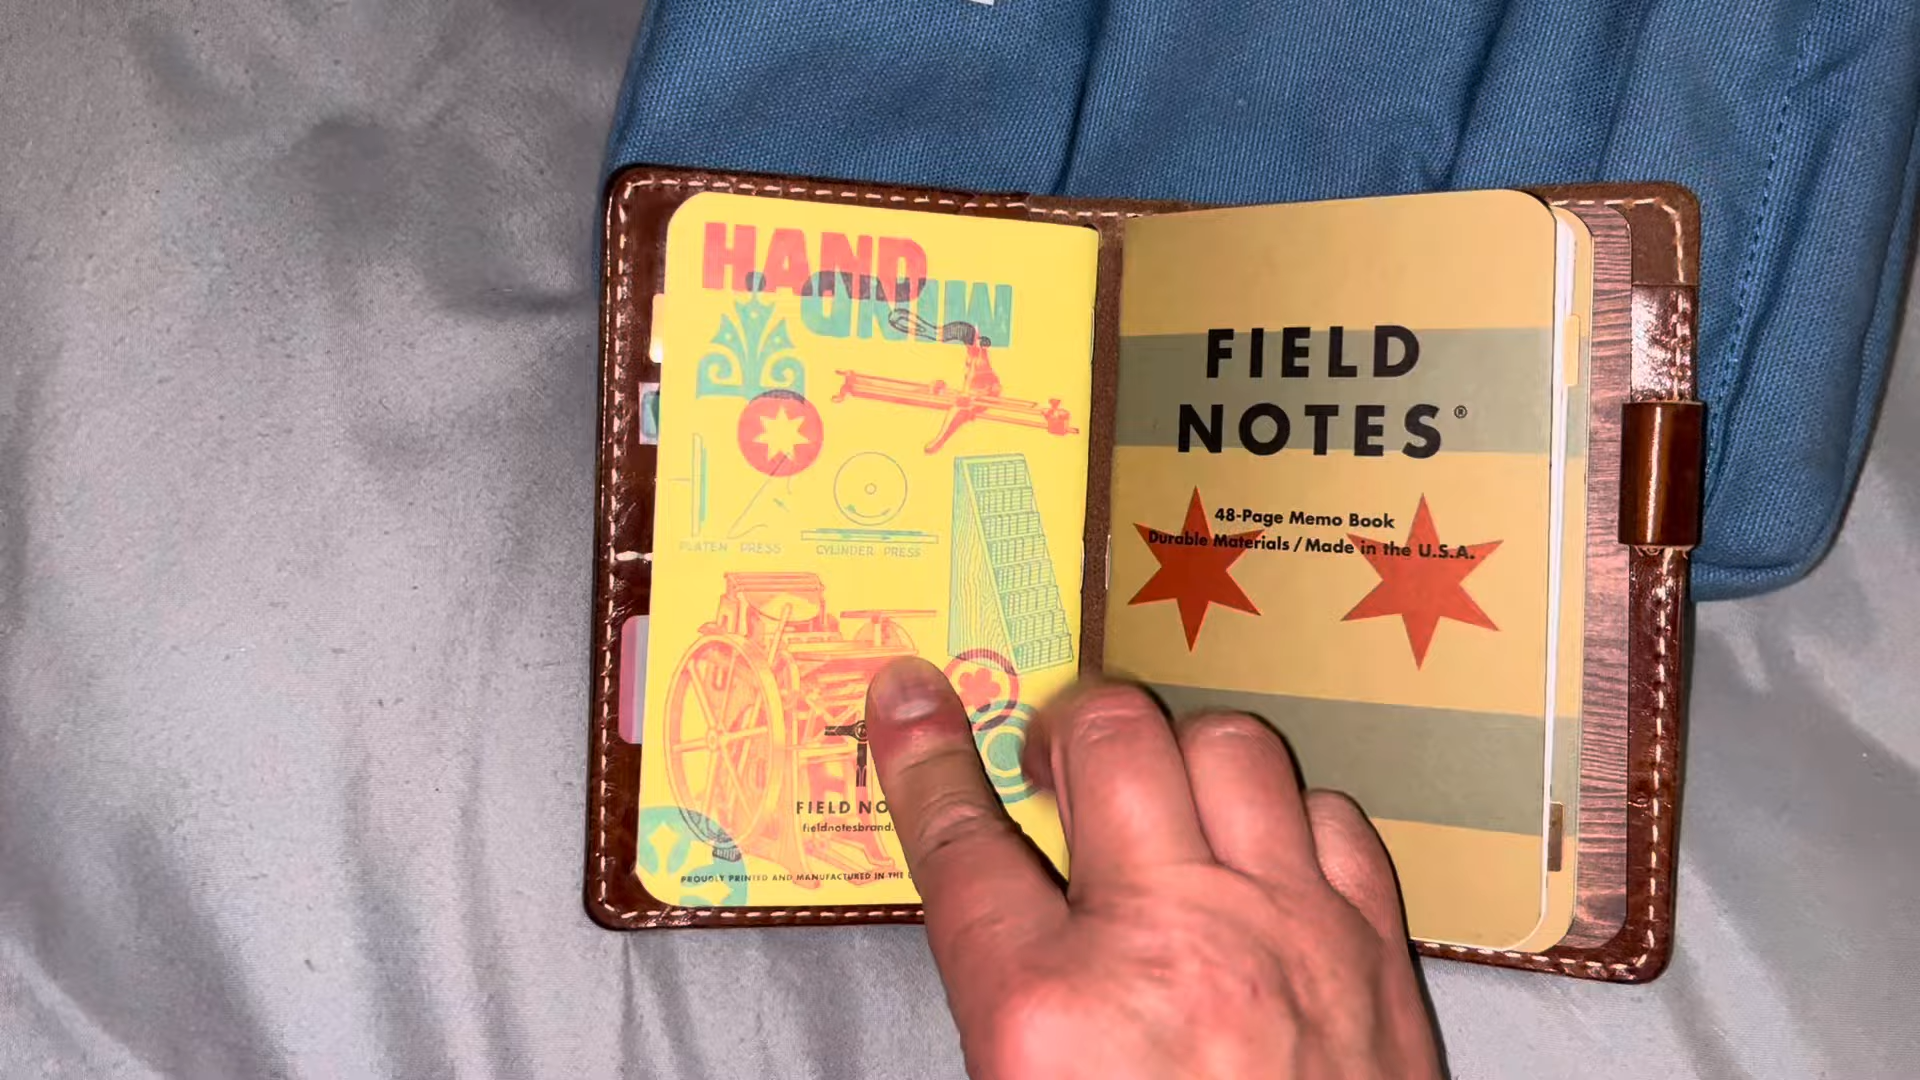 HAND
MIND
PLATEN PRESS
CYLINDER PRESS
FIELD NO
fieldnotesbrand.
PROUDLY PRINTED AND MANUFACTURED IN THE
FIELD
NOTES®
48-Page Memo Book
Durable Materials / Made in the U.S.A.